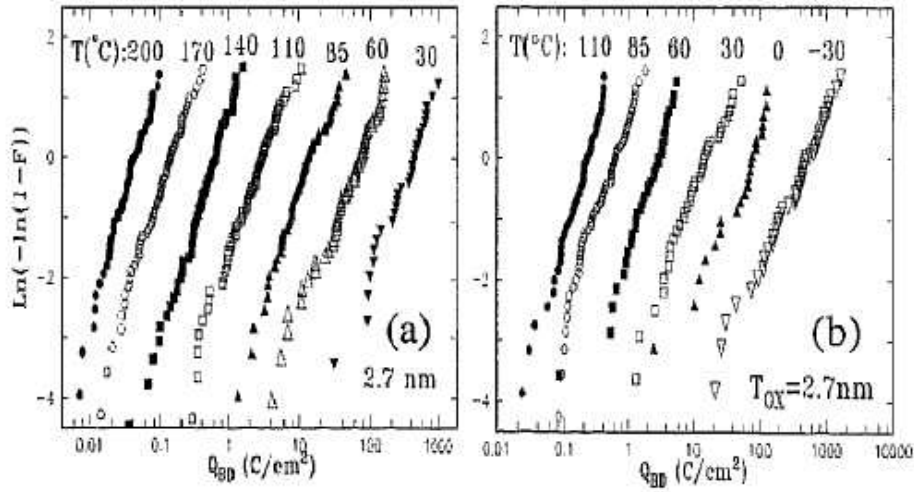 T(°C):200 170 140 110 85 60 30
T(°C): 110 85 60 30 0 −30
2
0
−2
−4
Ln(−ln(1−F))
(a)
2.7 nm
0.01 0.1 1 10 100 1000
Q_BD (C/cm²)
2
0
−4
(b)
T_OX=2.7nm
0.01 0.1 1 10 100 1000 10000
Q_BD (C/cm²)